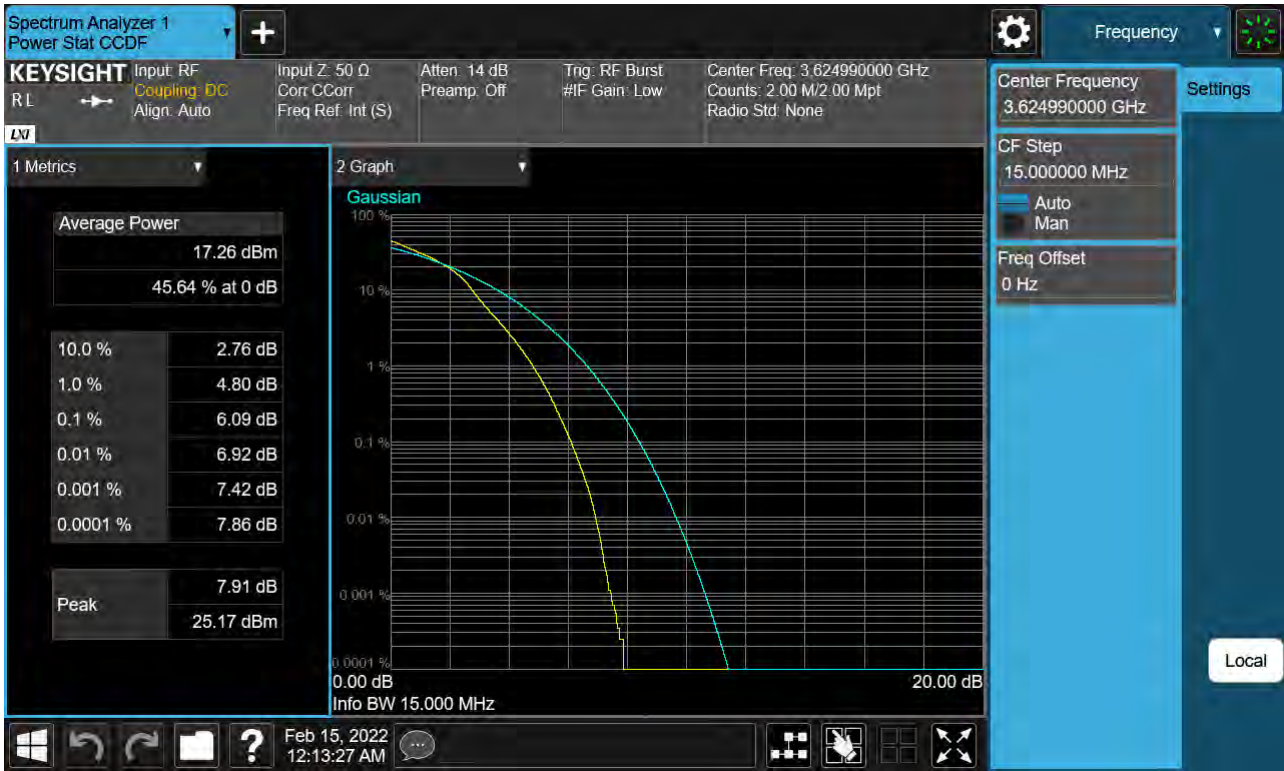 Spectrum Analyzer 1
Power Stat CCDF
Frequency
KEYSIGHT
RL
LXI
Input: RF
Coupling: DC
Align: Auto
Input Z: 50 Ω
Corr CCorr
Freq Ref: Int (S)
Atten: 14 dB
Preamp: Off
Trig: RF Burst
#IF Gain: Low
Center Freq: 3.624990000 GHz
Counts: 2.00 M/2.00 Mpt
Radio Std: None
Center Frequency
3.624990000 GHz
Settings
CF Step
15.000000 MHz
Auto
Man
Freq Offset
0 Hz
Local
1 Metrics
Average Power
17.26 dBm
45.64 % at 0 dB
10.0 % 2.76 dB
1.0 % 4.80 dB
0.1 % 6.09 dB
0.01 % 6.92 dB
0.001 % 7.42 dB
0.0001 % 7.86 dB
Peak
7.91 dB
25.17 dBm
2 Graph
Gaussian
100 %
10 %
1 %
0.1 %
0.01 %
0.001 %
0.0001 %
0.00 dB 20.00 dB
Info BW 15.000 MHz
?
Feb 15, 2022
12:13:27 AM